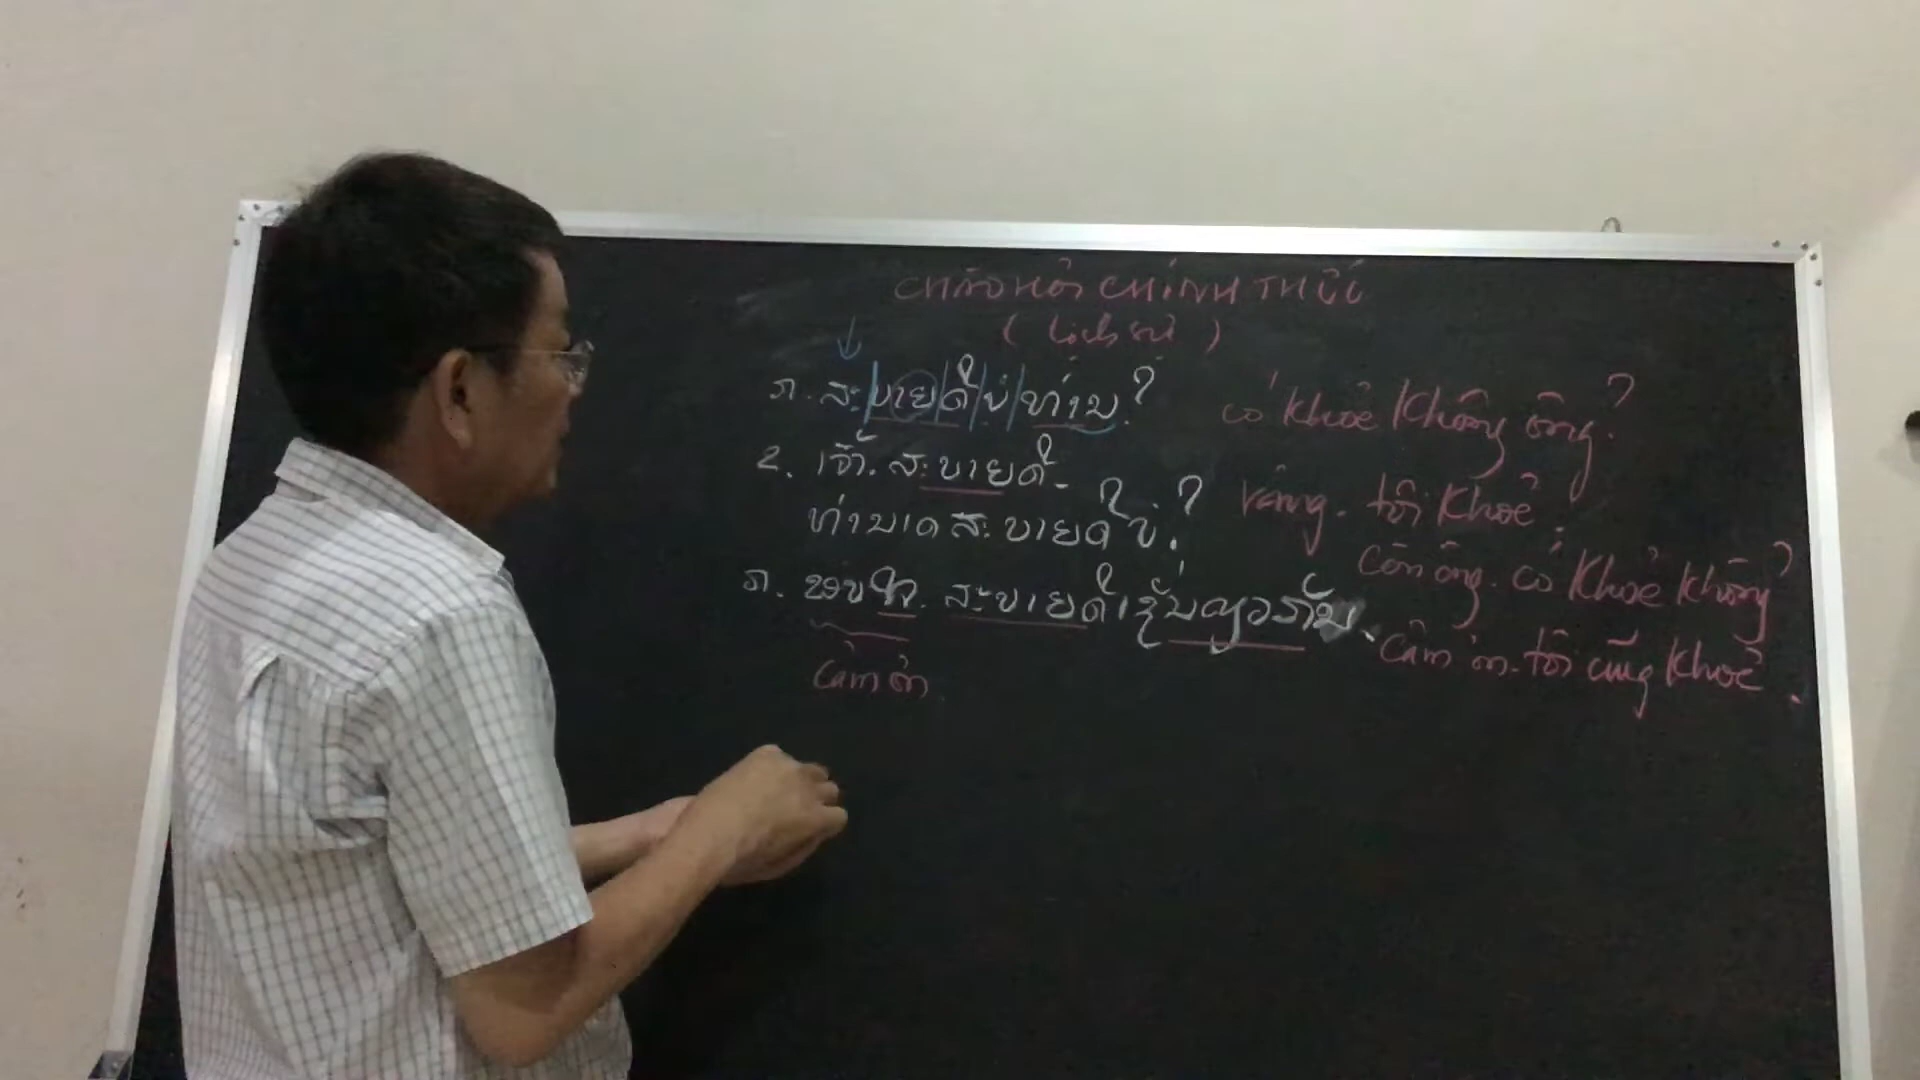 CHÀO HỎI CHÍNH THỨC
( Lịch sự )
ກ. ສະ|ບາຍ|ດີ|ບໍ່|ທ່ານ? có khoẻ không ông?
2. ເຈົ້າ. ສະບາຍດີ. vâng. tôi khoẻ.
ທ່ານເດ ສະບາຍດີບໍ? còn ông. có khoẻ không?
ກ. ຂອບໃຈ. ສະບາຍດີເຊັ່ນດຽວກັນ. cảm ơn. tôi cũng khoẻ.
cảm ơn